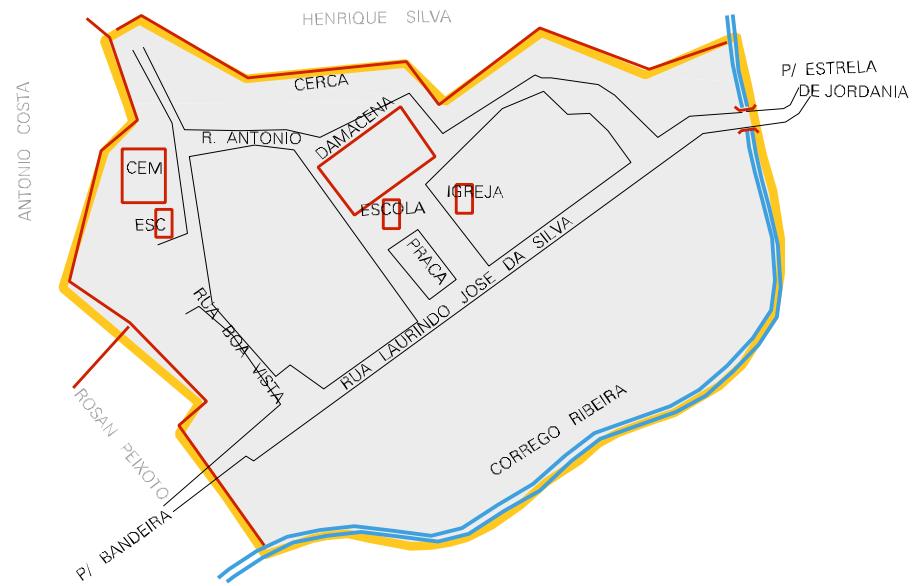 HENRIQUE SILVA
P/ ESTRELA
DE JORDANIA
CERCA
ANTONIO COSTA
R. ANTONIO DAMACENA
CEM
IGREJA
ESCOLA
ESC
PRACA
RUA LAURINDO JOSE DA SILVA
RUA BOA VISTA
ROSAN PEIXOTO
CORREGO RIBEIRA
P/ BANDEIRA